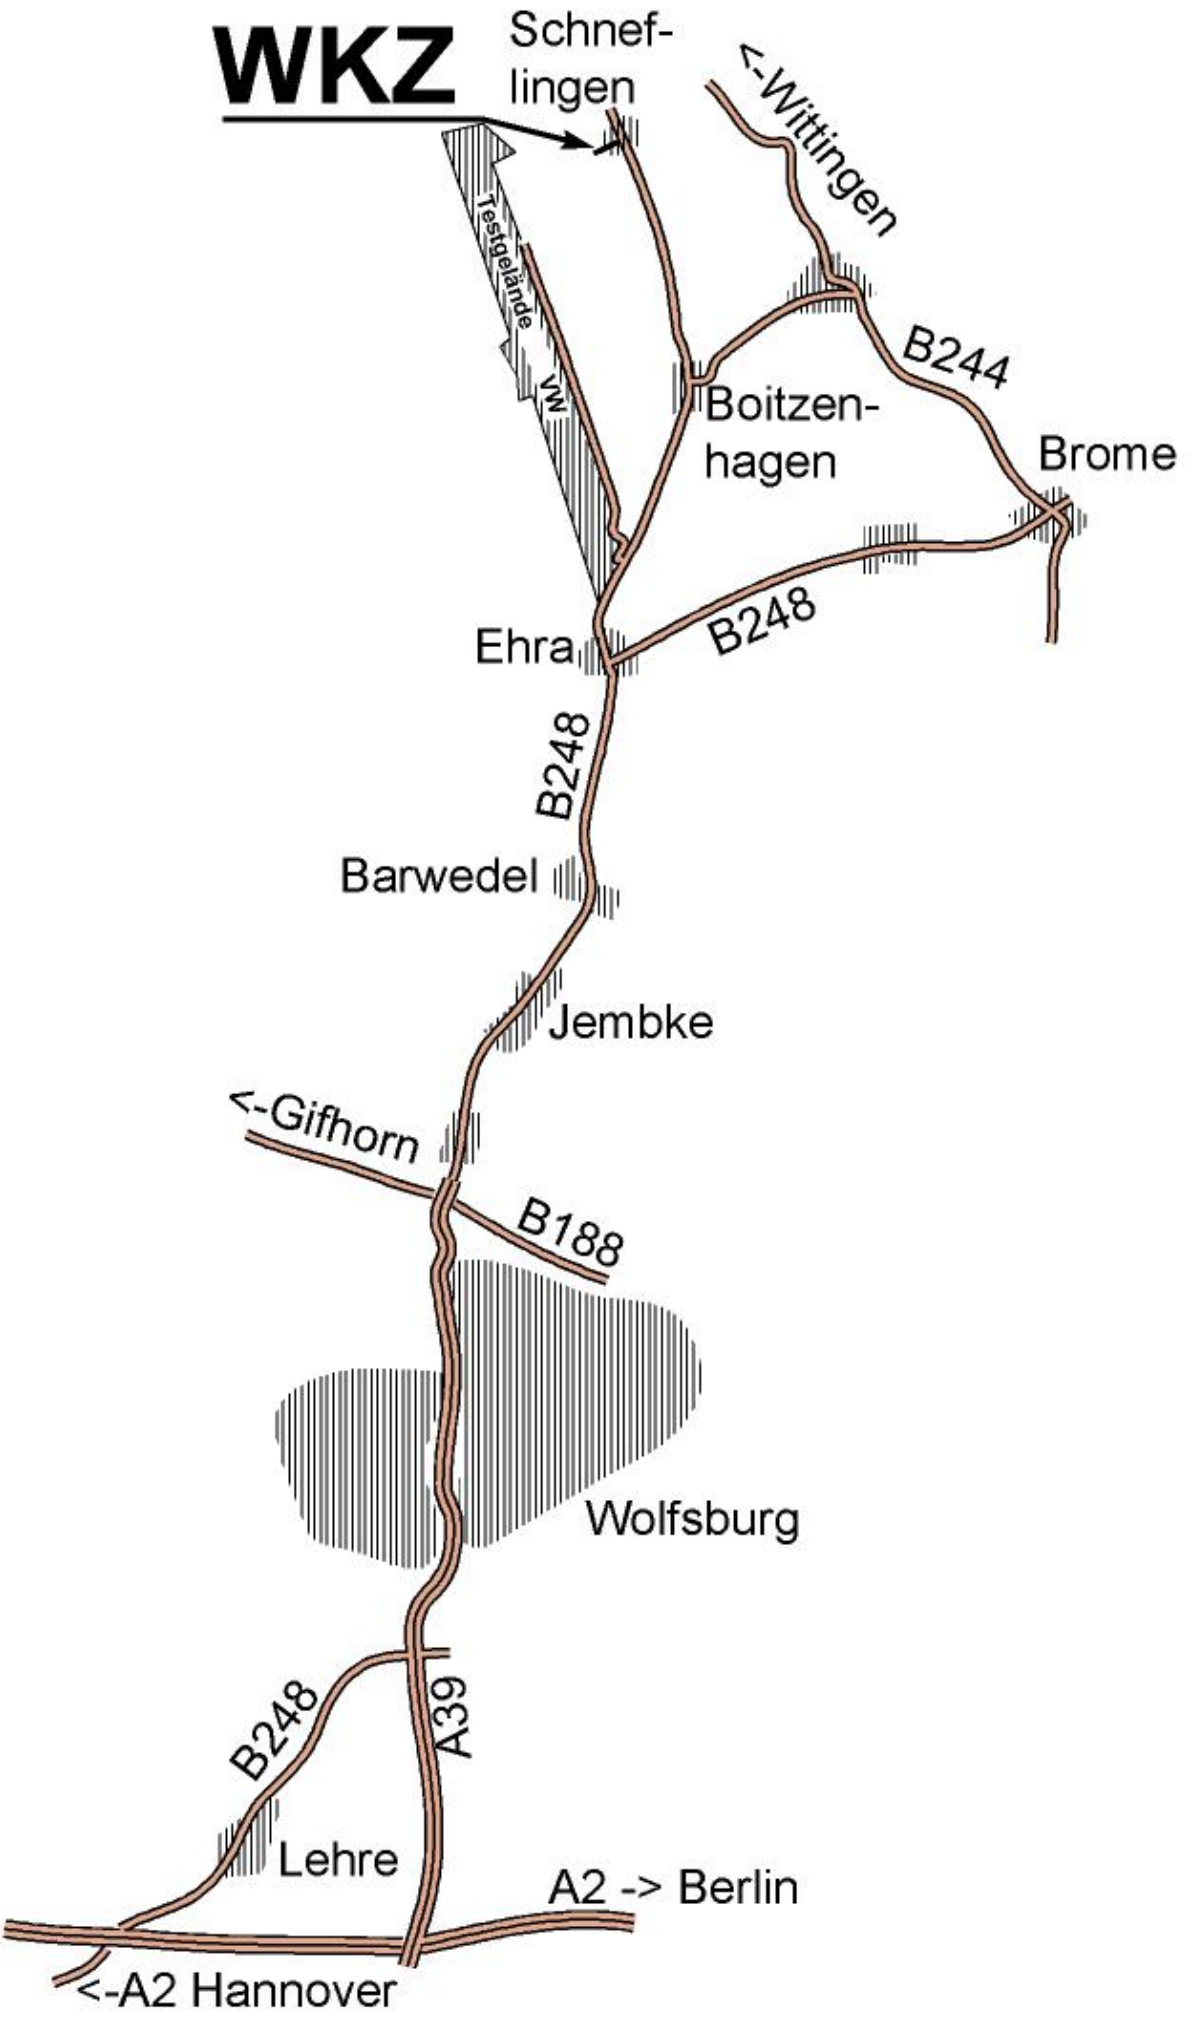 WKZ
Schnef-
lingen
<-Wittingen
Testgelände
VW
B244
Boitzen-
hagen
Brome
B248
Ehra
B248
Barwedel
Jembke
<-Gifhorn
B188
Wolfsburg
B248
A39
Lehre
A2 -> Berlin
<-A2 Hannover